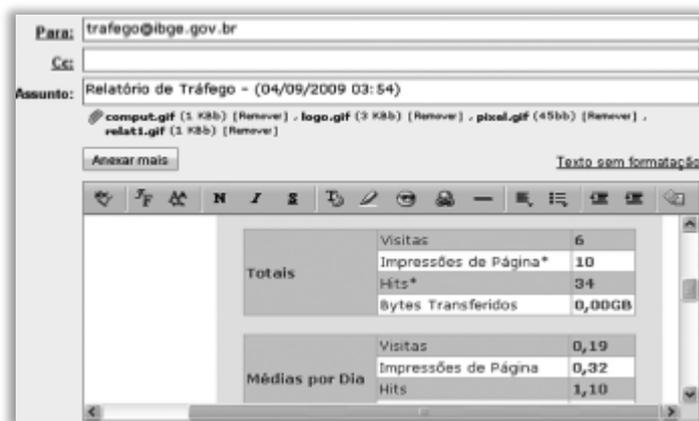 Para: trafego@ibge.gov.br
Cc:
Assunto: Relatório de Tráfego - (04/09/2009 03:54)
comput.gif (1 KBb) [Remover] , logo.gif (3 KBb) [Remover] , pixel.gif (45bb) [Remover] ,
relat1.gif (1 KBb) [Remover]
Anexar mais Texto sem formatação
N I S
Totais
Visitas 6
Impressões de Página* 10
Hits* 34
Bytes Transferidos 0,00GB
Médias por Dia
Visitas 0,19
Impressões de Página 0,32
Hits 1,10